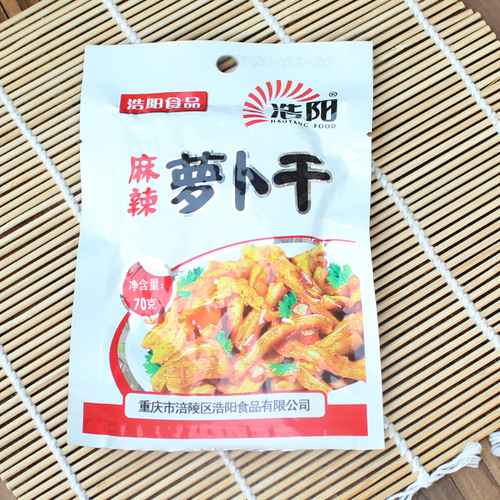 浩阳食品
浩阳®
HAOYANG FOOD
麻辣
萝卜干
净含量:
70克
重庆市涪陵区浩阳食品有限公司